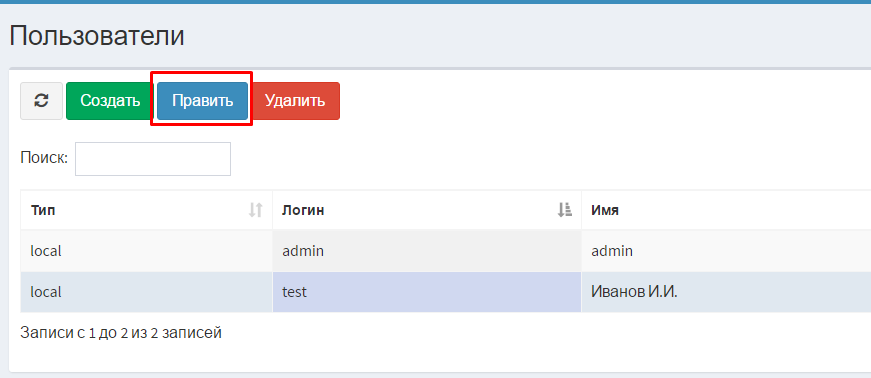 Пользователи
Создать Править Удалить
Поиск:
Тип Логин Имя
local admin admin
local test Иванов И.И.
Записи с 1 до 2 из 2 записей